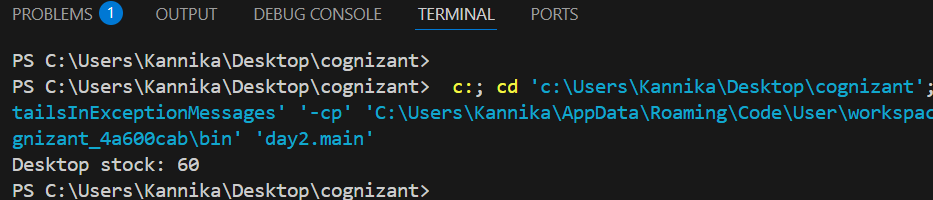 PROBLEMS 1 OUTPUT DEBUG CONSOLE TERMINAL PORTS
PS C:\Users\Kannika\Desktop\cognizant>
PS C:\Users\Kannika\Desktop\cognizant>  c:; cd 'c:\Users\Kannika\Desktop\cognizant';
tailsInExceptionMessages' '-cp' 'C:\Users\Kannika\AppData\Roaming\Code\User\workspac
gnizant_4a600cab\bin' 'day2.main'
Desktop stock: 60
PS C:\Users\Kannika\Desktop\cognizant>